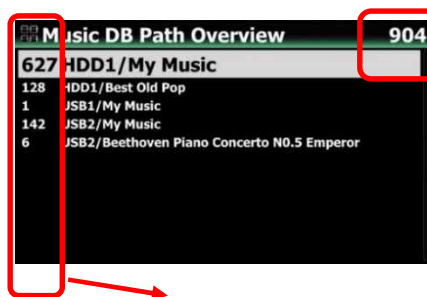 Music DB Path Overview 904
627 HDD1/My Music
128 HDD1/Best Old Pop
1 USB1/My Music
142 USB2/My Music
6 USB2/Beethoven Piano Concerto N0.5 Emperor